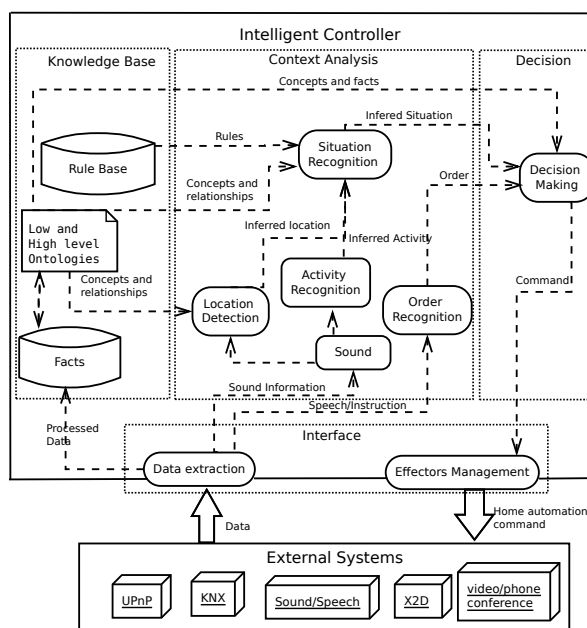 Intelligent Controller
Knowledge Base
Context Analysis
Decision
Concepts and facts
Infered Situation
Rules
Rule Base
Situation
Recognition
Decision
Making
Order
Concepts and
relationships
Low and
High level
Ontologies
Infered location
Infered Activity
Concepts and
relationships
Location
Detection
Activity
Recognition
Order
Recognition
Command
Facts
Sound
Sound Information
Speech/Instruction
Processed
Data
Interface
Data extraction
Effectors Management
Data
Home automation
command
External Systems
UPnP
KNX
Sound/Speech
X2D
video/phone
conference